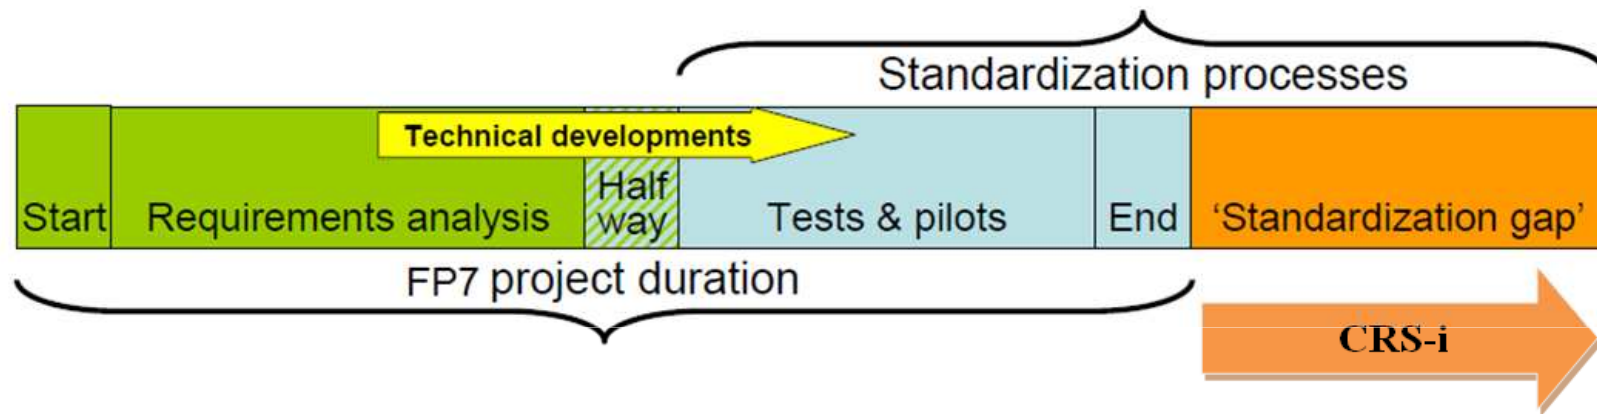 Standardization processes
Technical developments
Start
Requirements analysis
Half
way
Tests & pilots
End
‘Standardization gap’
FP7 project duration
CRS-i